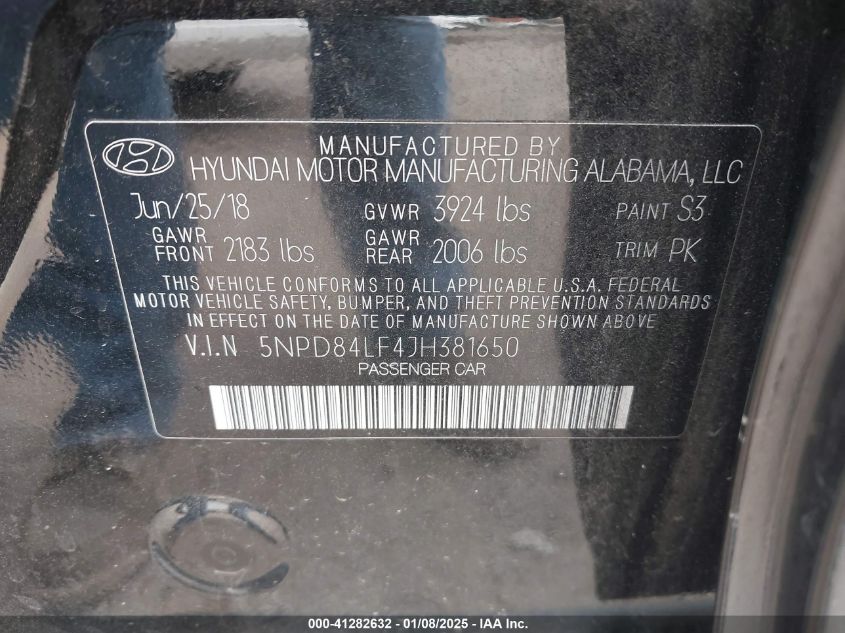 MANUFACTURED BY
HYUNDAI MOTOR MANUFACTURING ALABAMA, LLC
Jun/25/18 GVWR 3924 lbs PAINT S3
GAWR FRONT 2183 lbs GAWR REAR 2006 lbs TRIM PK
THIS VEHICLE CONFORMS TO ALL APPLICABLE U.S.A. FEDERAL
MOTOR VEHICLE SAFETY, BUMPER, AND THEFT PREVENTION STANDARDS
IN EFFECT ON THE DATE OF MANUFACTURE SHOWN ABOVE
V.I.N 5NPD84LF4JH381650
PASSENGER CAR
000-41282632 - 01/08/2025 - IAA Inc.